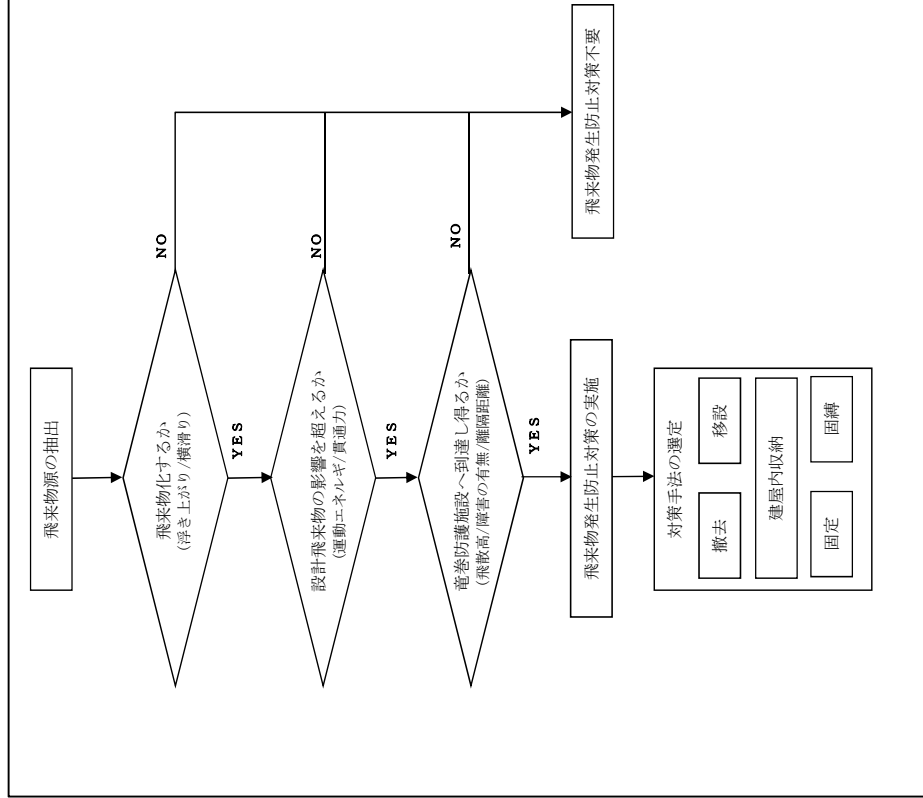 飛来物源の抽出
飛来物化するか
(浮き上がり/横滑り)
NO
YES
設計飛来物の影響を超えるか
(運動エネルギ/貫通力)
NO
YES
竜巻防護施設へ到達し得るか
(飛散高/障害の有無/離隔距離)
NO
YES
飛来物発生防止対策の実施
飛来物発生防止対策不要
対策手法の選定
撤去
移設
建屋内収納
固定
固縛